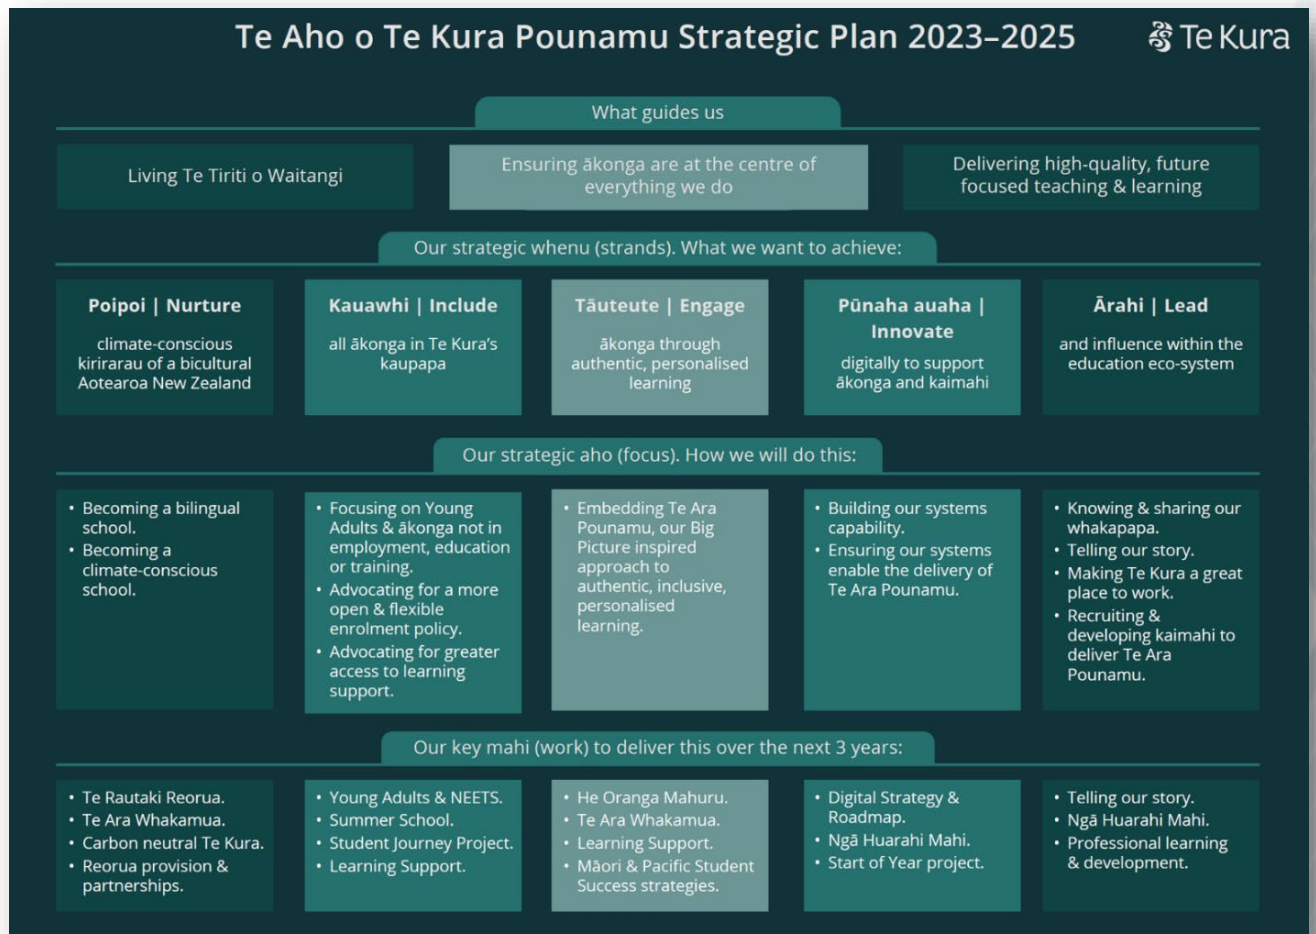 Te Aho o Te Kura Pounamu Strategic Plan 2023–2025
Te Kura
What guides us
Living Te Tiriti o Waitangi
Ensuring ākonga are at the centre of
everything we do
Delivering high-quality, future
focused teaching & learning
Our strategic whenu (strands). What we want to achieve:
Poipoi | Nurture
climate-conscious
kirirarau of a bicultural
Aotearoa New Zealand
Kauawhi | Include
all ākonga in Te Kura’s
kaupapa
Tāuteute | Engage
ākonga through
authentic, personalised
learning
Pūnaha auaha |
Innovate
digitally to support
ākonga and kaimahi
Ārahi | Lead
and influence within the
education eco-system
Our strategic aho (focus). How we will do this:
• Becoming a bilingual
school.
• Becoming a
climate-conscious
school.
• Focusing on Young
Adults & ākonga not in
employment, education
or training.
• Advocating for a more
open & flexible
enrolment policy.
• Advocating for greater
access to learning
support.
• Embedding Te Ara
Pounamu, our Big
Picture inspired
approach to
authentic, inclusive,
personalised
learning.
• Building our systems
capability.
• Ensuring our systems
enable the delivery of
Te Ara Pounamu.
• Knowing & sharing our
whakapapa.
• Telling our story.
• Making Te Kura a great
place to work.
• Recruiting &
developing kaimahi to
deliver Te Ara
Pounamu.
Our key mahi (work) to deliver this over the next 3 years:
• Te Rautaki Reorua.
• Te Ara Whakamua.
• Carbon neutral Te Kura.
• Reorua provision &
partnerships.
• Young Adults & NEETS.
• Summer School.
• Student Journey Project.
• Learning Support.
• He Oranga Mahuru.
• Te Ara Whakamua.
• Learning Support.
• Māori & Pacific Student
Success strategies.
• Digital Strategy &
Roadmap.
• Ngā Huarahi Mahi.
• Start of Year project.
• Telling our story.
• Ngā Huarahi Mahi.
• Professional learning
& development.